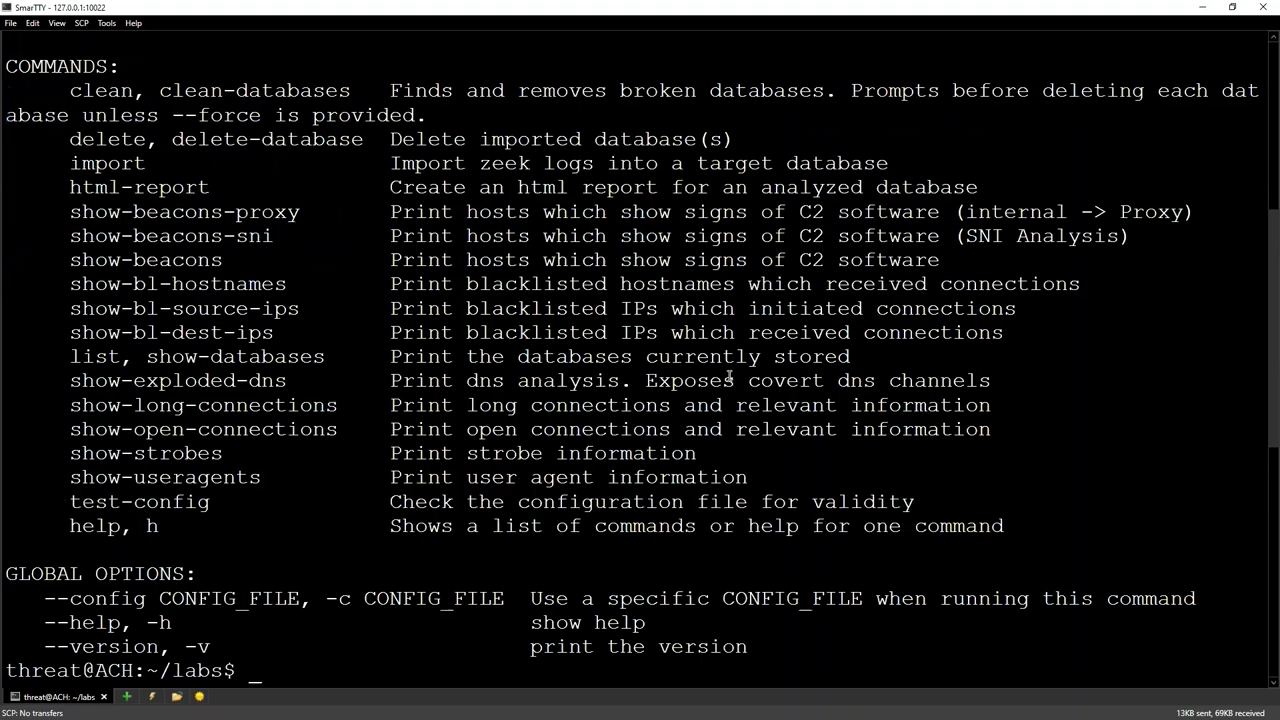 SmarTTY - 127.0.0.1:10022
File Edit View SCP Tools Help
COMMANDS:
clean, clean-databases Finds and removes broken databases. Prompts before deleting each dat
abase unless --force is provided.
delete, delete-database Delete imported database(s)
import Import zeek logs into a target database
html-report Create an html report for an analyzed database
show-beacons-proxy Print hosts which show signs of C2 software (internal -> Proxy)
show-beacons-sni Print hosts which show signs of C2 software (SNI Analysis)
show-beacons Print hosts which show signs of C2 software
show-bl-hostnames Print blacklisted hostnames which received connections
show-bl-source-ips Print blacklisted IPs which initiated connections
show-bl-dest-ips Print blacklisted IPs which received connections
list, show-databases Print the databases currently stored
show-exploded-dns Print dns analysis. Exposes covert dns channels
show-long-connections Print long connections and relevant information
show-open-connections Print open connections and relevant information
show-strobes Print strobe information
show-useragents Print user agent information
test-config Check the configuration file for validity
help, h Shows a list of commands or help for one command
GLOBAL OPTIONS:
--config CONFIG_FILE, -c CONFIG_FILE Use a specific CONFIG_FILE when running this command
--help, -h show help
--version, -v print the version
threat@ACH:~/labs$ _
threat@ACH: ~/labs
SCP: No transfers 13KB sent, 69KB received